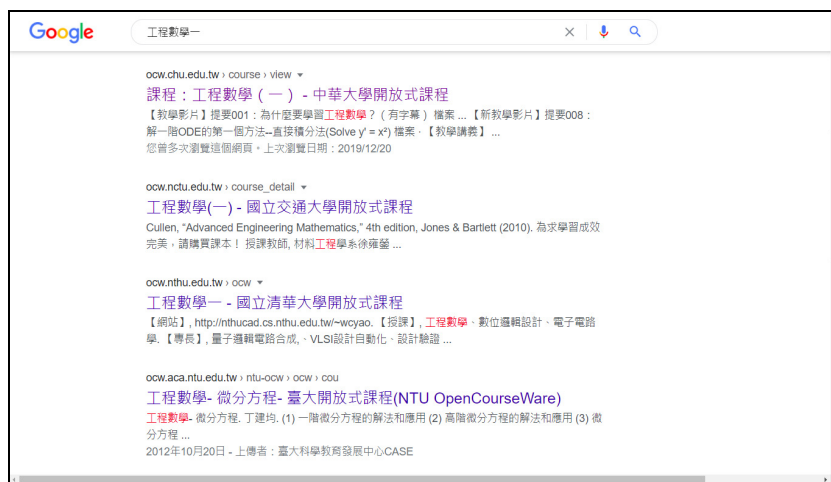 Google
工程數學一
ocw.chu.edu.tw › course › view
課程：工程數學（一） - 中華大學開放式課程
【教學影片】提要001：為什麼要學習工程數學？（有字幕）檔案 ... 【新教學影片】提要008：
解一階ODE的第一個方法--直接積分法(Solve y' = x²) 檔案 · 【教學講義】 ...
您曾多次瀏覽這個網頁。上次瀏覽日期：2019/12/20
ocw.nctu.edu.tw › course_detail
工程數學(一) - 國立交通大學開放式課程
Cullen, “Advanced Engineering Mathematics,” 4th edition, Jones & Bartlett (2010). 為求學習成效
完美，請購買課本！ 授課教師, 材料工程學系徐雍鎣 ...
ocw.nthu.edu.tw › ocw
工程數學一 - 國立清華大學開放式課程
【網站】, http://nthucad.cs.nthu.edu.tw/~wcyao. 【授課】, 工程數學、數位邏輯設計、電子電路
學. 【專長】, 量子邏輯電路合成,、VLSI設計自動化、設計驗證 ...
ocw.aca.ntu.edu.tw › ntu-ocw › ocw › cou
工程數學- 微分方程- 臺大開放式課程(NTU OpenCourseWare)
工程數學- 微分方程. 丁建均. (1) 一階微分方程的解法和應用 (2) 高階微分方程的解法和應用 (3) 微
分方程 ...
2012年10月20日 - 上傳者：臺大科學教育發展中心CASE